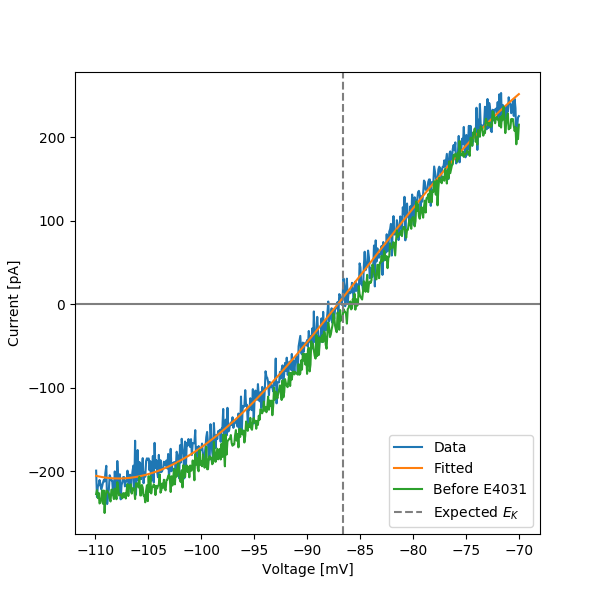 200
100
0
−100
−200
Current [pA]
Data
Fitted
Before E4031
Expected E_K
−110 −105 −100 −95 −90 −85 −80 −75 −70
Voltage [mV]